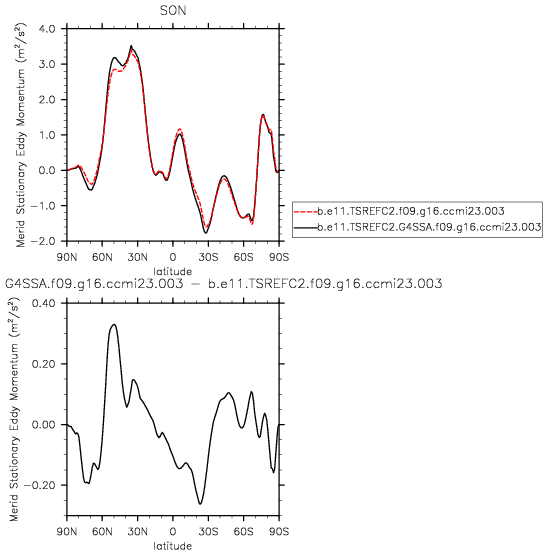 SON
Merid Stationary Eddy Momentum (m²/s²)
4.0
3.0
2.0
1.0
0.0
−1.0
−2.0
90N 60N 30N 0 30S 60S 90S
latitude
b.e11.TSREFC2.f09.g16.ccmi23.003
b.e11.TSREFC2.G4SSA.f09.g16.ccmi23.003
G4SSA.f09.g16.ccmi23.003 − b.e11.TSREFC2.f09.g16.ccmi23.003
Merid Stationary Eddy Momentum (m²/s²)
0.40
0.20
0.00
−0.20
90N 60N 30N 0 30S 60S 90S
latitude